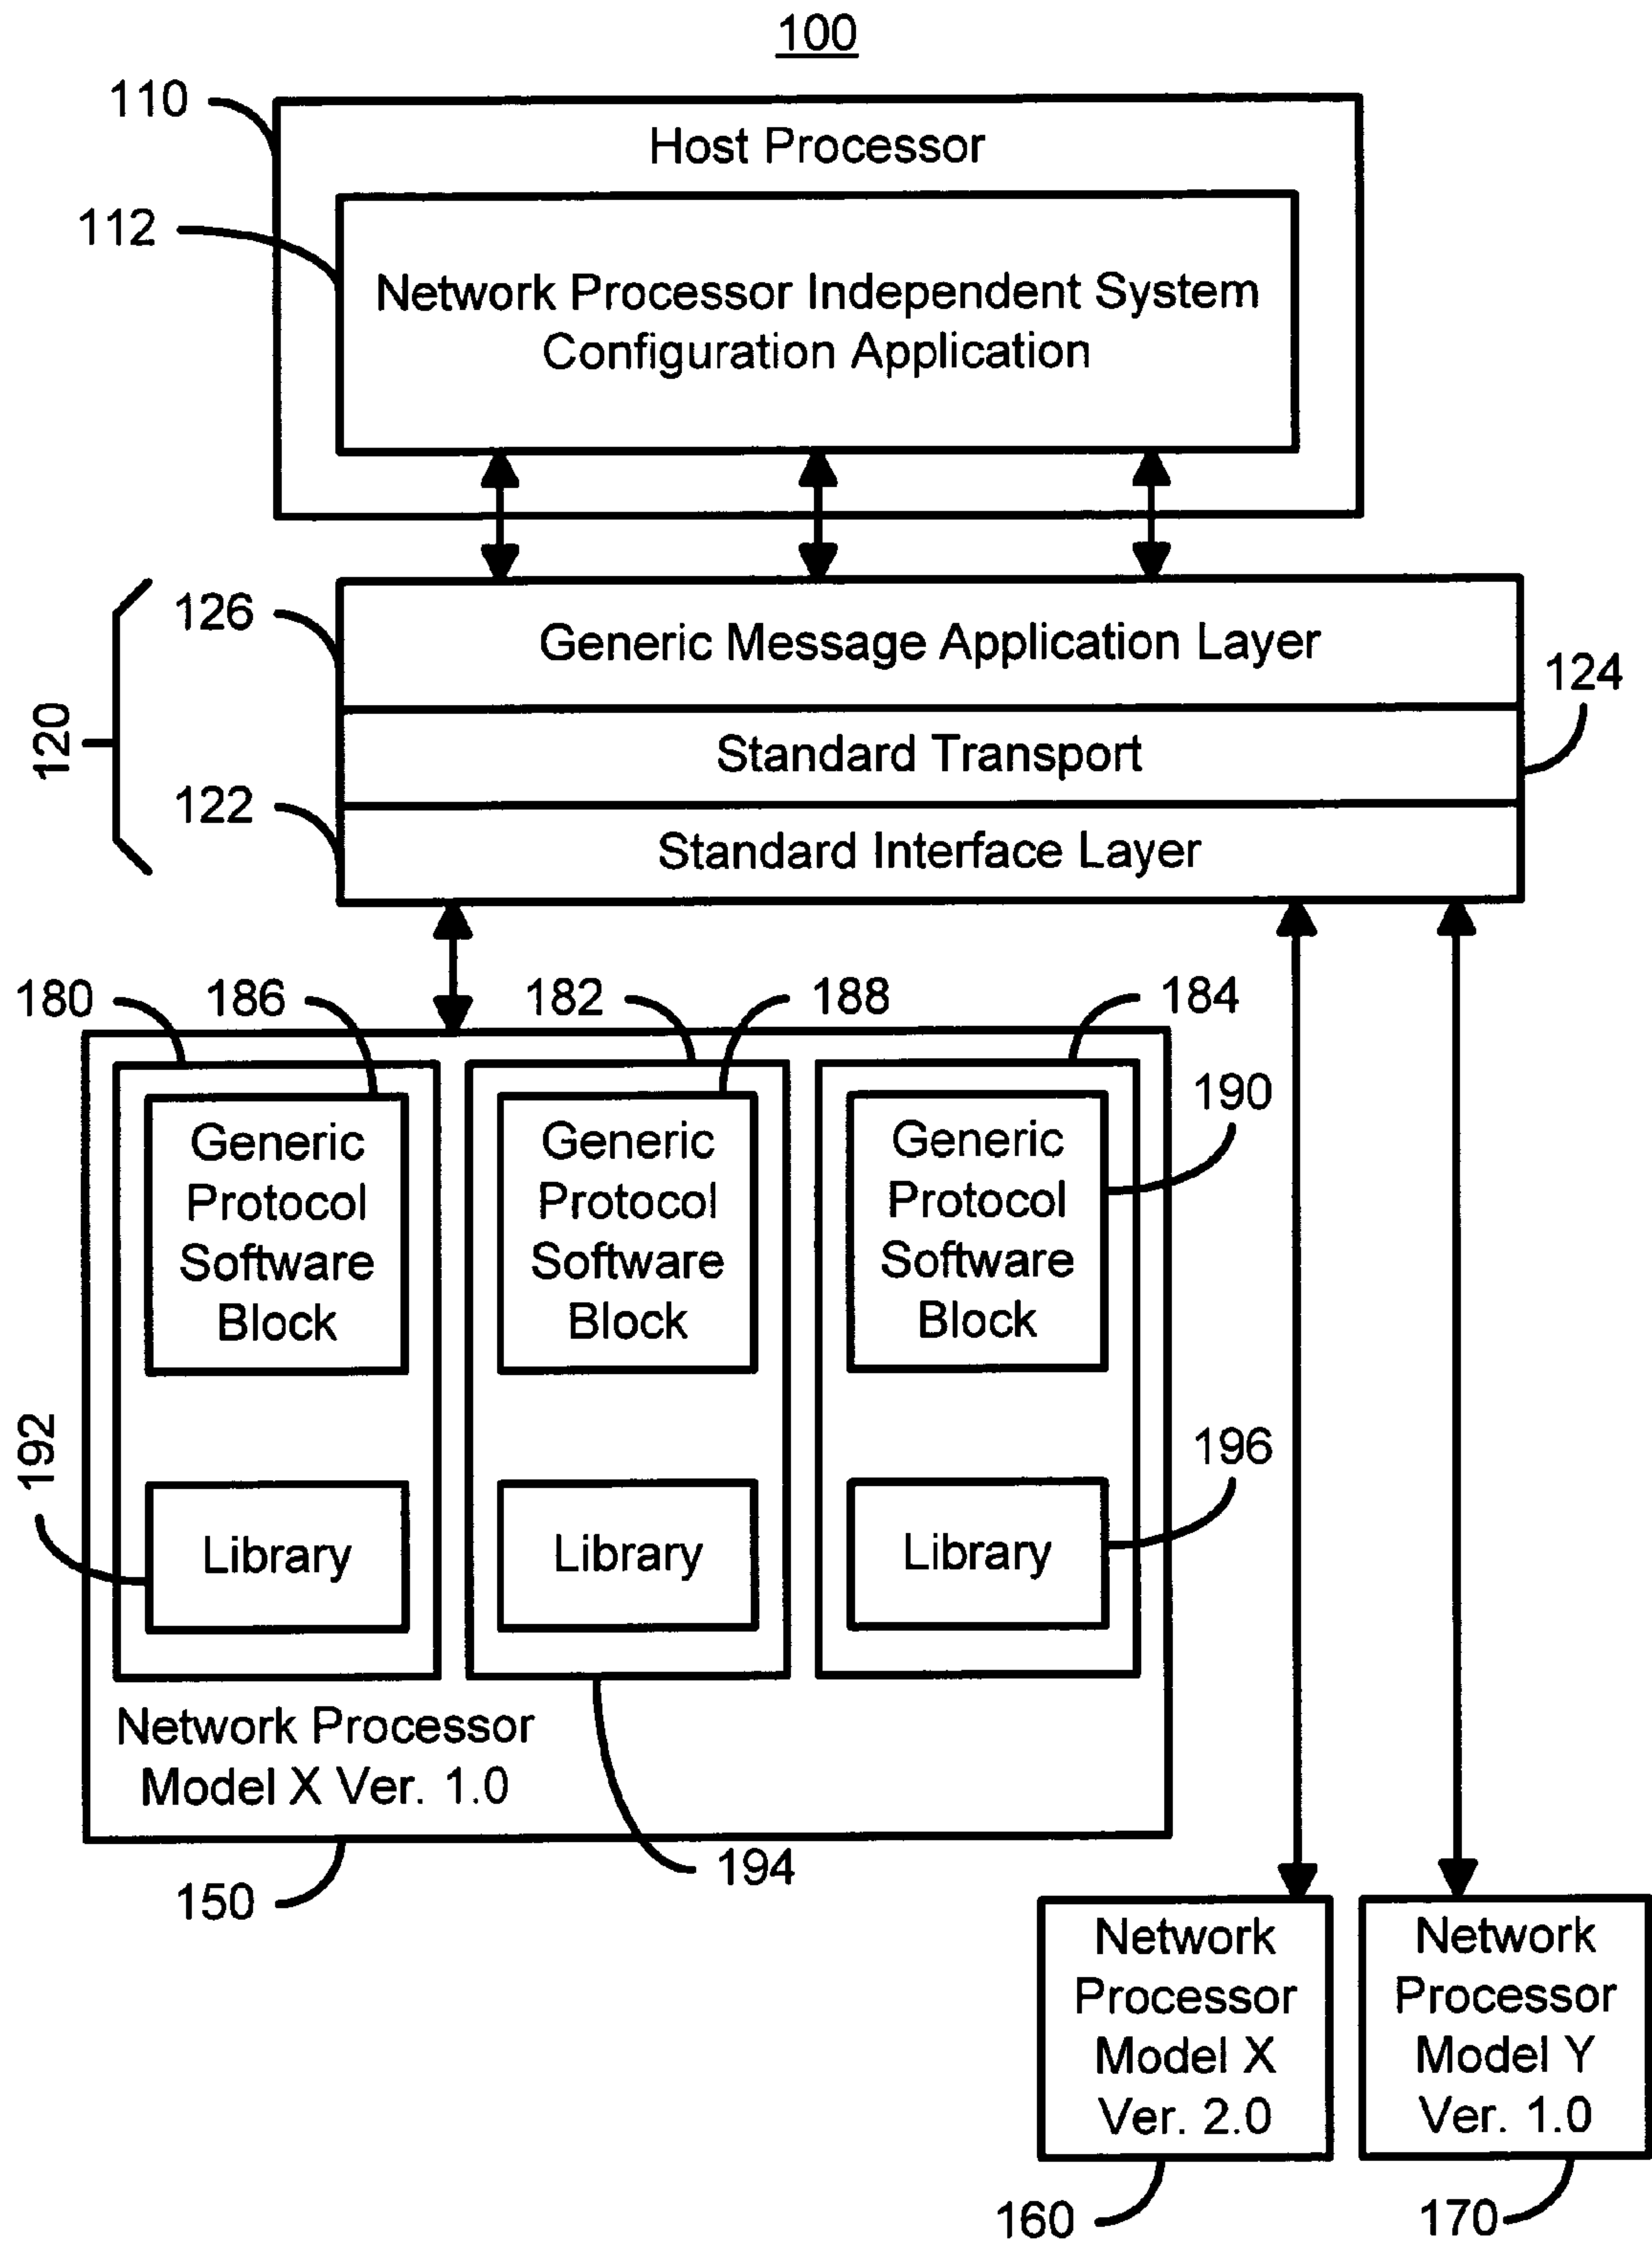 100
110
Host Processor
112
Network Processor Independent System
Configuration Application
120
126
Generic Message Application Layer
124
Standard Transport
122
Standard Interface Layer
180
186
182
188
184
190
Generic
Protocol
Software
Block
Generic
Protocol
Software
Block
Generic
Protocol
Software
Block
192
196
Library
Library
Library
Network Processor
Model X Ver. 1.0
194
150
Network
Processor
Model X
Ver. 2.0
Network
Processor
Model Y
Ver. 1.0
160
170